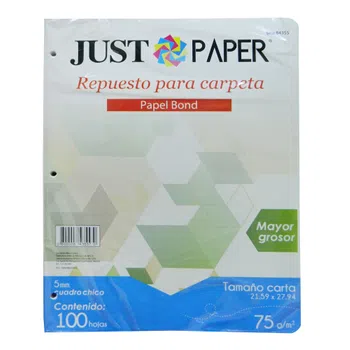 JUST PAPER
Repuesto para carpeta
Papel Bond
Mayor
grosor
5mm
cuadro chico
Contenido:
100 hojas
Tamaño carta
21.59 x 27.94
75 g/m²